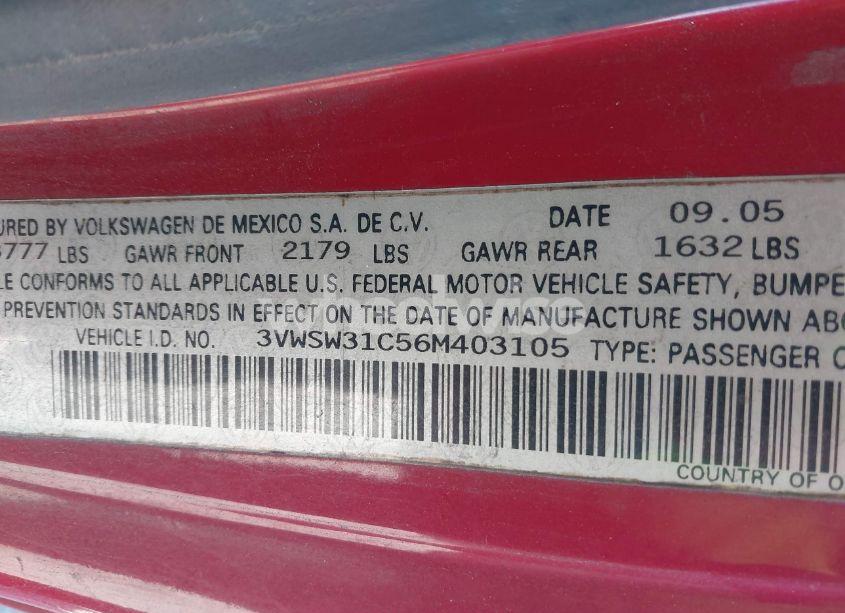 URED BY VOLKSWAGEN DE MEXICO S.A. DE C.V. DATE 09.05
777 LBS GAWR FRONT 2179 LBS GAWR REAR 1632 LBS
LE CONFORMS TO ALL APPLICABLE U.S. FEDERAL MOTOR VEHICLE SAFETY, BUMPE
PREVENTION STANDARDS IN EFFECT ON THE DATE OF MANUFACTURE SHOWN ABO
VEHICLE I.D. NO. 3VWSW31C56M403105 TYPE: PASSENGER C
COUNTRY OF O